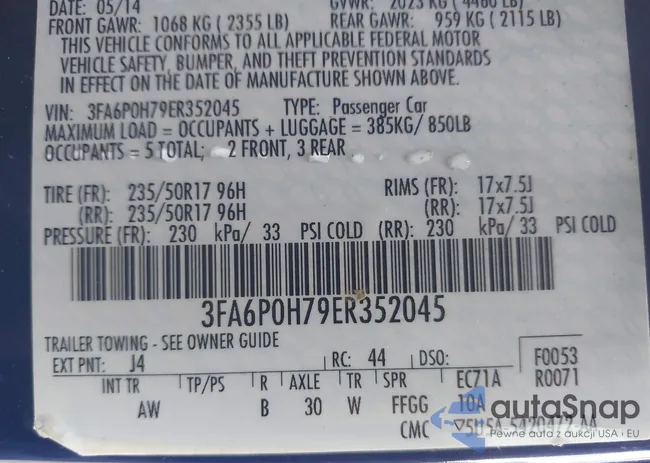 DATE: 05/14 GVWR: 2023 KG ( 4460 LB)
FRONT GAWR: 1068 KG ( 2355 LB) REAR GAWR: 959 KG ( 2115 LB)
THIS VEHICLE CONFORMS TO ALL APPLICABLE FEDERAL MOTOR
VEHICLE SAFETY, BUMPER, AND THEFT PREVENTION STANDARDS
IN EFFECT ON THE DATE OF MANUFACTURE SHOWN ABOVE.
VIN: 3FA6P0H79ER352045 TYPE: Passenger Car
MAXIMUM LOAD = OCCUPANTS + LUGGAGE = 385KG/ 850LB
OCCUPANTS = 5 TOTAL; 2 FRONT, 3 REAR
TIRE (FR): 235/50R17 96H RIMS (FR): 17x7.5J
(RR): 235/50R17 96H (RR): 17x7.5J
PRESSURE (FR): 230 kPa/ 33 PSI COLD (RR): 230 kPa/ 33 PSI COLD
3FA6P0H79ER352045
TRAILER TOWING - SEE OWNER GUIDE
EXT PNT: J4 RC: 44 DSO: F0053
INT TR TP/PS R AXLE TR SPR EC71A R0071
AW B 30 W FFGG 10A
CMC
autaSnap
Pewne auta z aukcji USA i EU